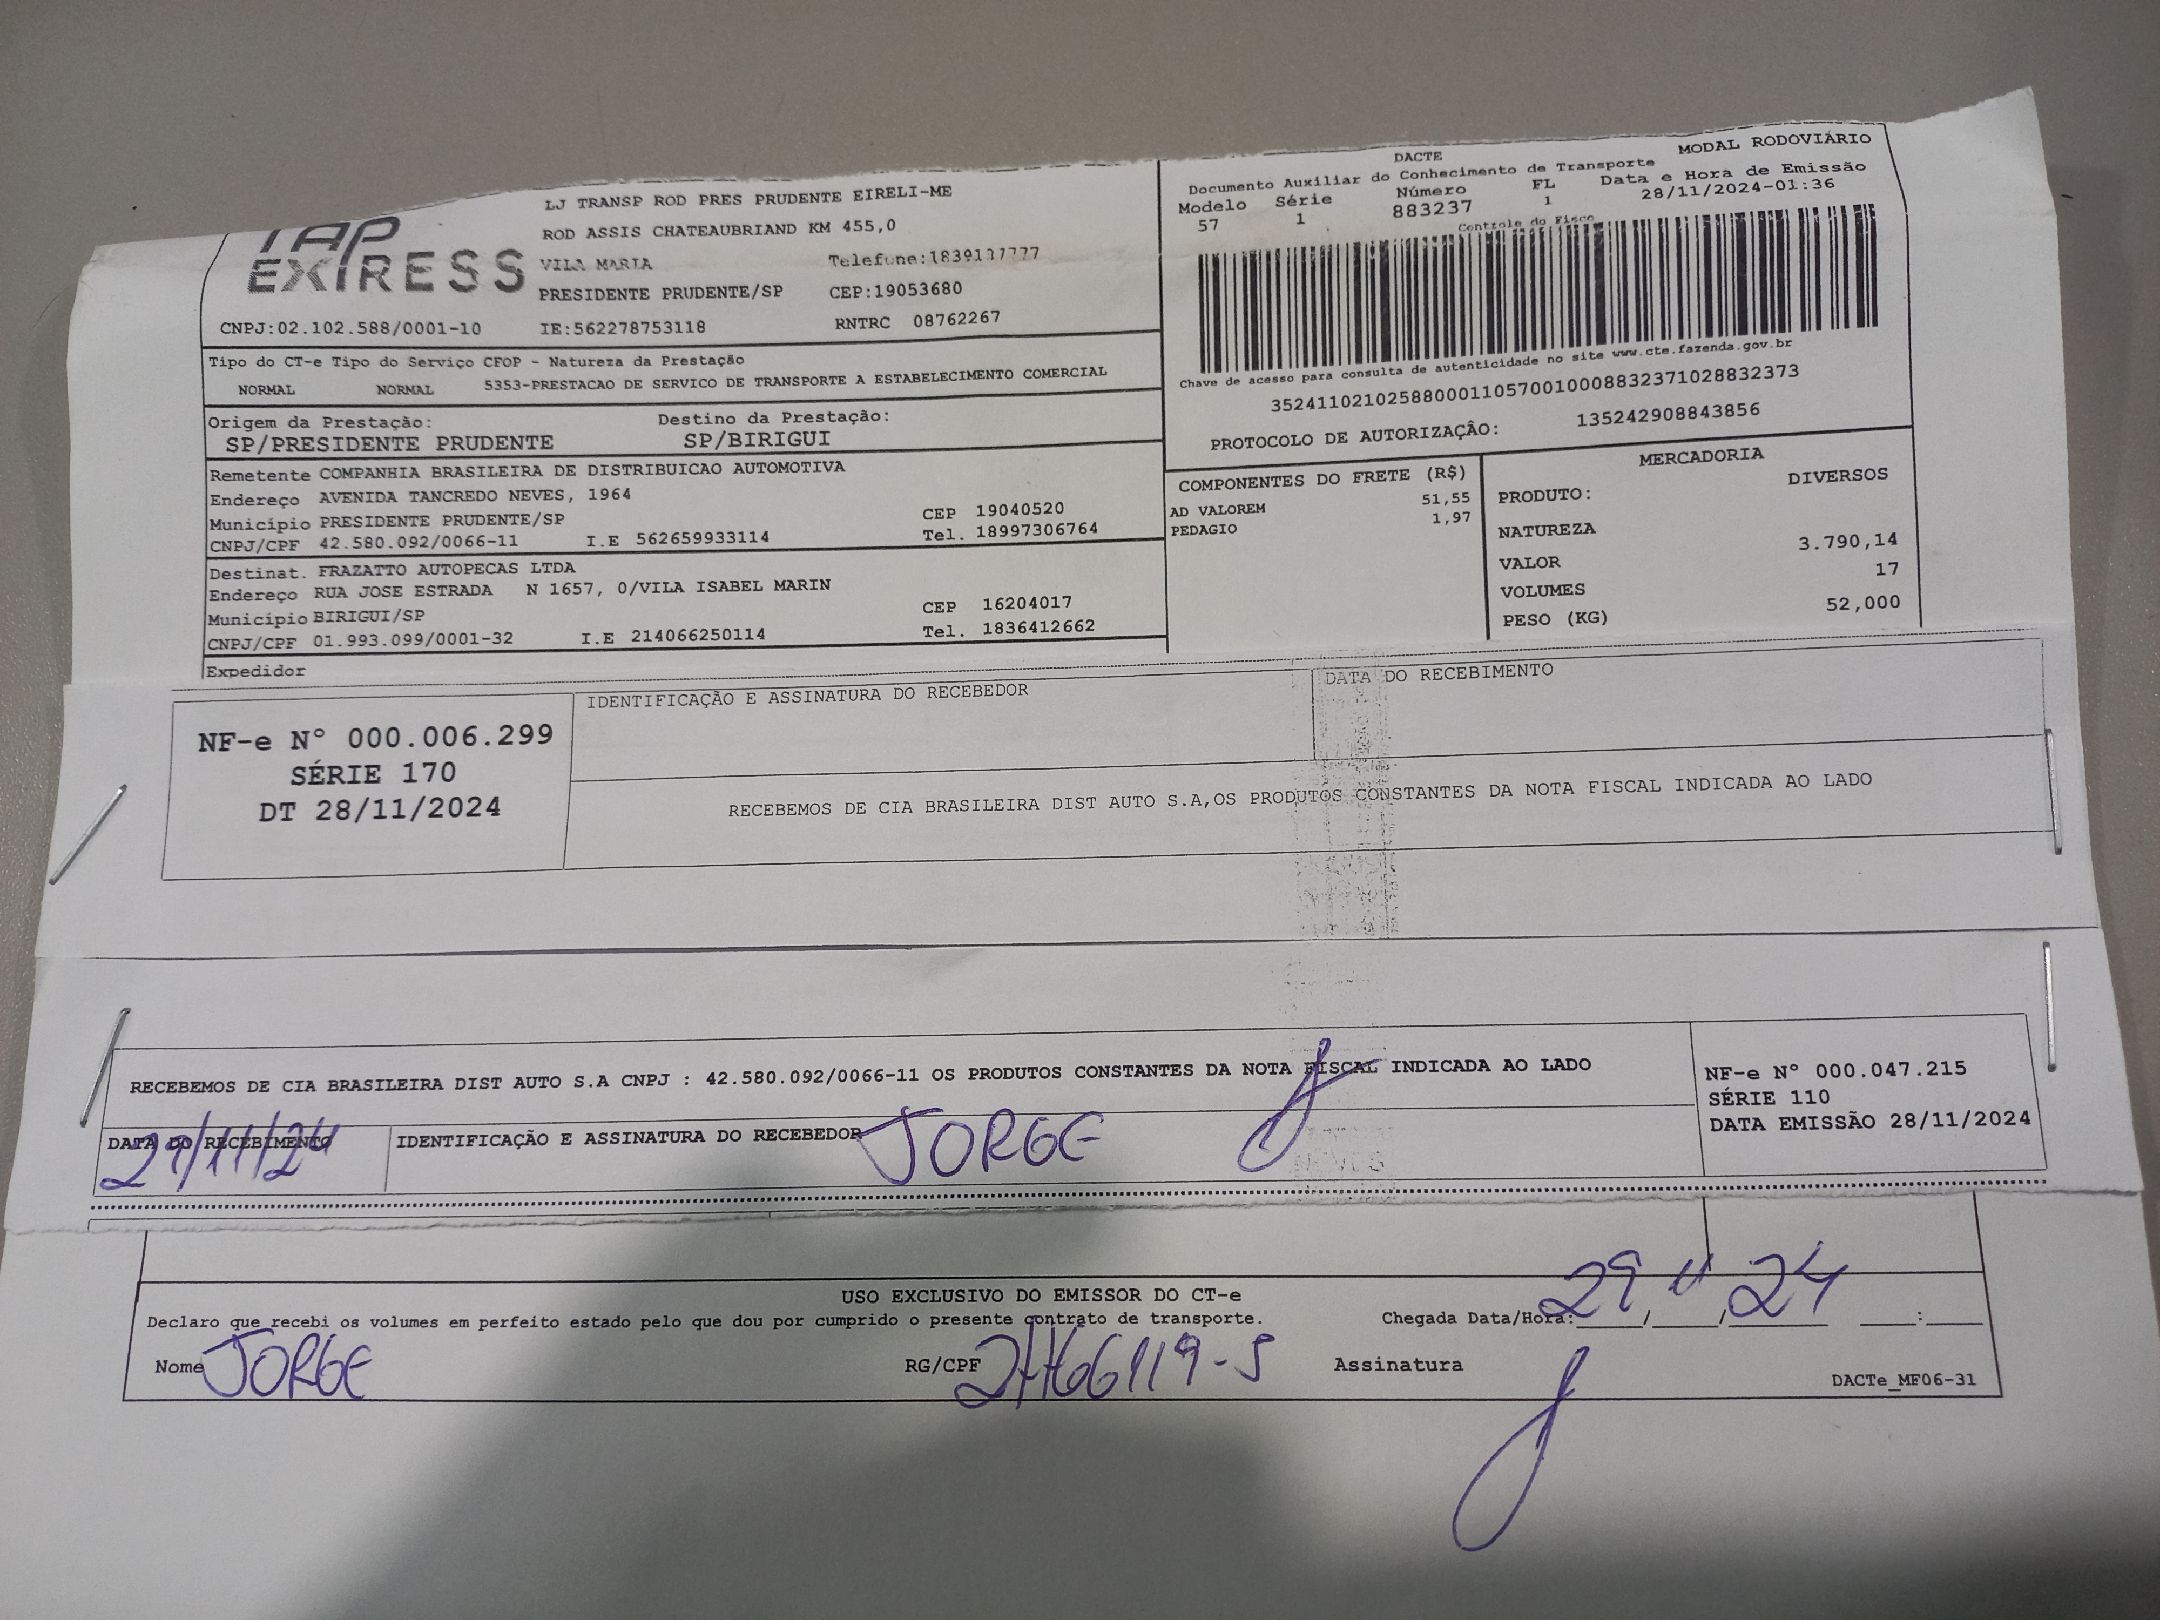 TAP
EXPRESS
LJ TRANSP ROD PRES PRUDENTE EIRELI-ME
ROD ASSIS CHATEAUBRIAND KM 455,0
VILA MARIA Telefone:1839137777
PRESIDENTE PRUDENTE/SP CEP:19053680
CNPJ:02.102.588/0001-10 IE:562278753118 RNTRC 08762267
DACTE MODAL RODOVIÁRIO
Documento Auxiliar do Conhecimento de Transporte
Modelo Série Número FL Data e Hora de Emissão
57 1 883237 1 28/11/2024-01:36
Controle do Fisco
Chave de acesso para consulta de autenticidade no site www.cte.fazenda.gov.br
35241102102588000110570010008832371028832373
PROTOCOLO DE AUTORIZAÇÂO: 135242908843856
Tipo do CT-e Tipo do Serviço CFOP - Natureza da Prestação
NORMAL NORMAL 5353-PRESTACAO DE SERVICO DE TRANSPORTE A ESTABELECIMENTO COMERCIAL
Origem da Prestação: Destino da Prestação:
SP/PRESIDENTE PRUDENTE SP/BIRIGUI
Remetente COMPANHIA BRASILEIRA DE DISTRIBUICAO AUTOMOTIVA
Endereço AVENIDA TANCREDO NEVES, 1964
Município PRESIDENTE PRUDENTE/SP CEP 19040520
CNPJ/CPF 42.580.092/0066-11 I.E 562659933114 Tel. 18997306764
Destinat. FRAZATTO AUTOPECAS LTDA
Endereço RUA JOSE ESTRADA N 1657, 0/VILA ISABEL MARIN
Município BIRIGUI/SP CEP 16204017
CNPJ/CPF 01.993.099/0001-32 I.E 214066250114 Tel. 1836412662
Expedidor
COMPONENTES DO FRETE (R$)
AD VALOREM 51,55
PEDAGIO 1,97
MERCADORIA
PRODUTO: DIVERSOS
NATUREZA
VALOR 3.790,14
VOLUMES 17
PESO (KG) 52,000
NF-e Nº 000.006.299
SÉRIE 170
DT 28/11/2024
IDENTIFICAÇÃO E ASSINATURA DO RECEBEDOR DATA DO RECEBIMENTO
RECEBEMOS DE CIA BRASILEIRA DIST AUTO S.A,OS PRODUTOS CONSTANTES DA NOTA FISCAL INDICADA AO LADO
RECEBEMOS DE CIA BRASILEIRA DIST AUTO S.A CNPJ : 42.580.092/0066-11 OS PRODUTOS CONSTANTES DA NOTA FISCAL INDICADA AO LADO
DATA DO RECEBIMENTO IDENTIFICAÇÃO E ASSINATURA DO RECEBEDOR JORGE
29/11/24
NF-e Nº 000.047.215
SÉRIE 110
DATA EMISSÃO 28/11/2024
USO EXCLUSIVO DO EMISSOR DO CT-e
Declaro que recebi os volumes em perfeito estado pelo que dou por cumprido o presente contrato de transporte. Chegada Data/Hora: 29/11/24 :
Nome JORGE RG/CPF Assinatura
DACTe_MF06-31